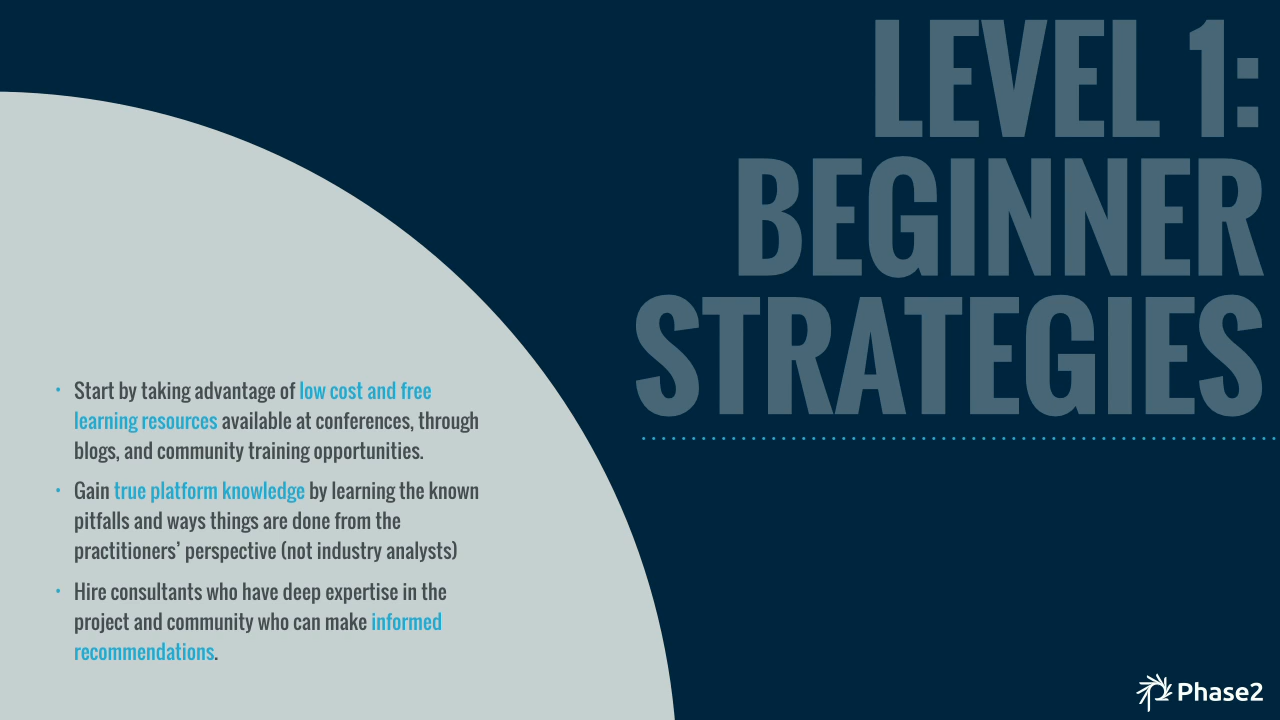 LEVEL 1:
BEGINNER
STRATEGIES
• Start by taking advantage of low cost and free
learning resources available at conferences, through
blogs, and community training opportunities.
• Gain true platform knowledge by learning the known
pitfalls and ways things are done from the
practitioners’ perspective (not industry analysts)
• Hire consultants who have deep expertise in the
project and community who can make informed
recommendations.
Phase2